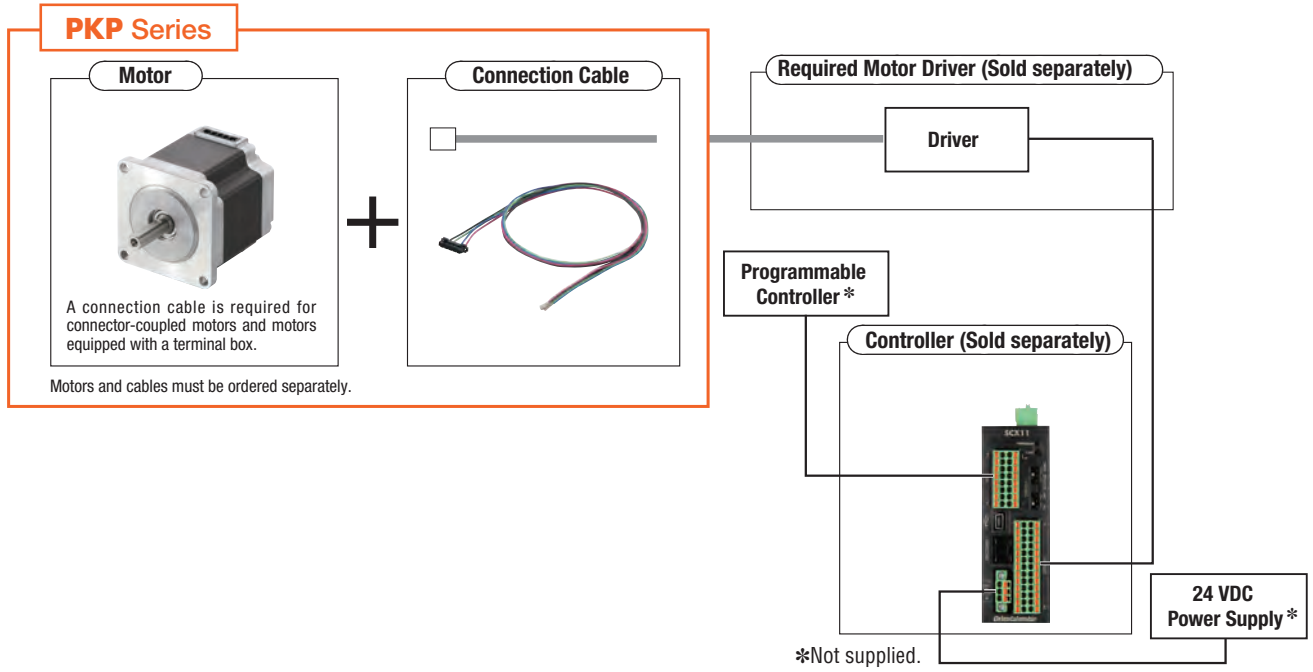 PKP Series
Motor
Connection Cable
Required Motor Driver (Sold separately)
Driver
A connection cable is required for
connector-coupled motors and motors
equipped with a terminal box.
Motors and cables must be ordered separately.
Programmable
Controller*
Controller (Sold separately)
SCX11
Orientalmotor
24 VDC
Power Supply*
*Not supplied.